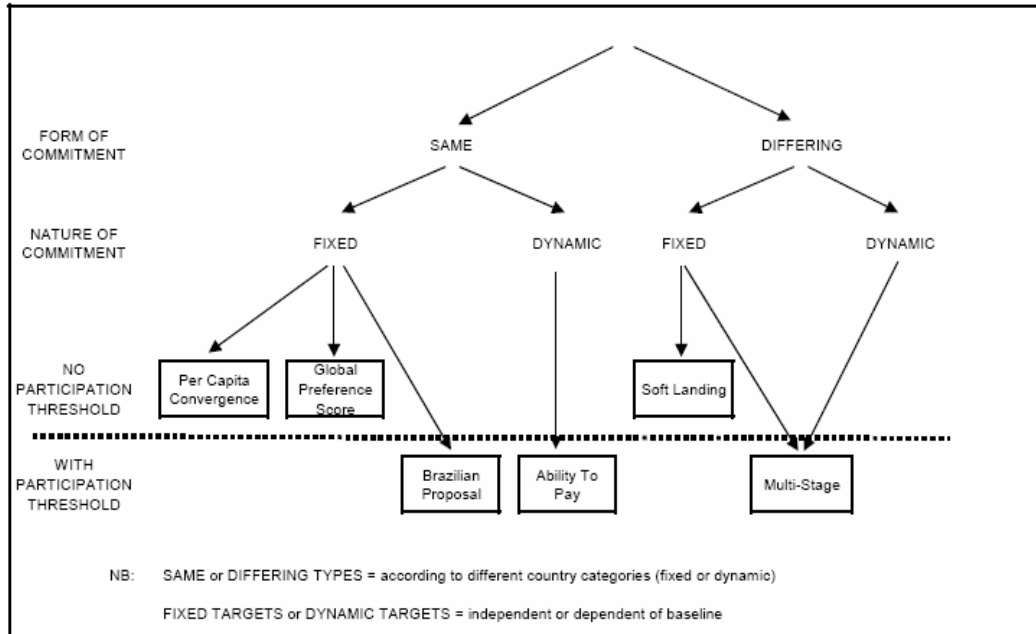 FORM OF
COMMITMENT
SAME
DIFFERING
NATURE OF
COMMITMENT
FIXED
DYNAMIC
FIXED
DYNAMIC
NO
PARTICIPATION
THRESHOLD
Per Capita
Convergence
Global
Preference
Score
Soft Landing
WITH
PARTICIPATION
THRESHOLD
Brazilian
Proposal
Ability To
Pay
Multi-Stage
NB: SAME or DIFFERING TYPES = according to different country categories (fixed or dynamic)
FIXED TARGETS or DYNAMIC TARGETS = independent or dependent of baseline